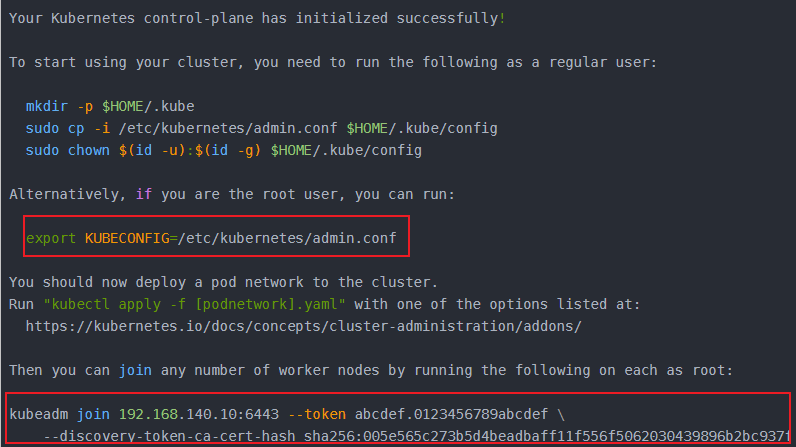 Your Kubernetes control-plane has initialized successfully!
To start using your cluster, you need to run the following as a regular user:
mkdir -p $HOME/.kube
sudo cp -i /etc/kubernetes/admin.conf $HOME/.kube/config
sudo chown $(id -u):$(id -g) $HOME/.kube/config
Alternatively, if you are the root user, you can run:
export KUBECONFIG=/etc/kubernetes/admin.conf
You should now deploy a pod network to the cluster.
Run "kubectl apply -f [podnetwork].yaml" with one of the options listed at:
https://kubernetes.io/docs/concepts/cluster-administration/addons/
Then you can join any number of worker nodes by running the following on each as root:
kubeadm join 192.168.140.10:6443 --token abcdef.0123456789abcdef \
--discovery-token-ca-cert-hash sha256:005e565c273b5d4beadbaff11f556f5062030439896b2bc937f